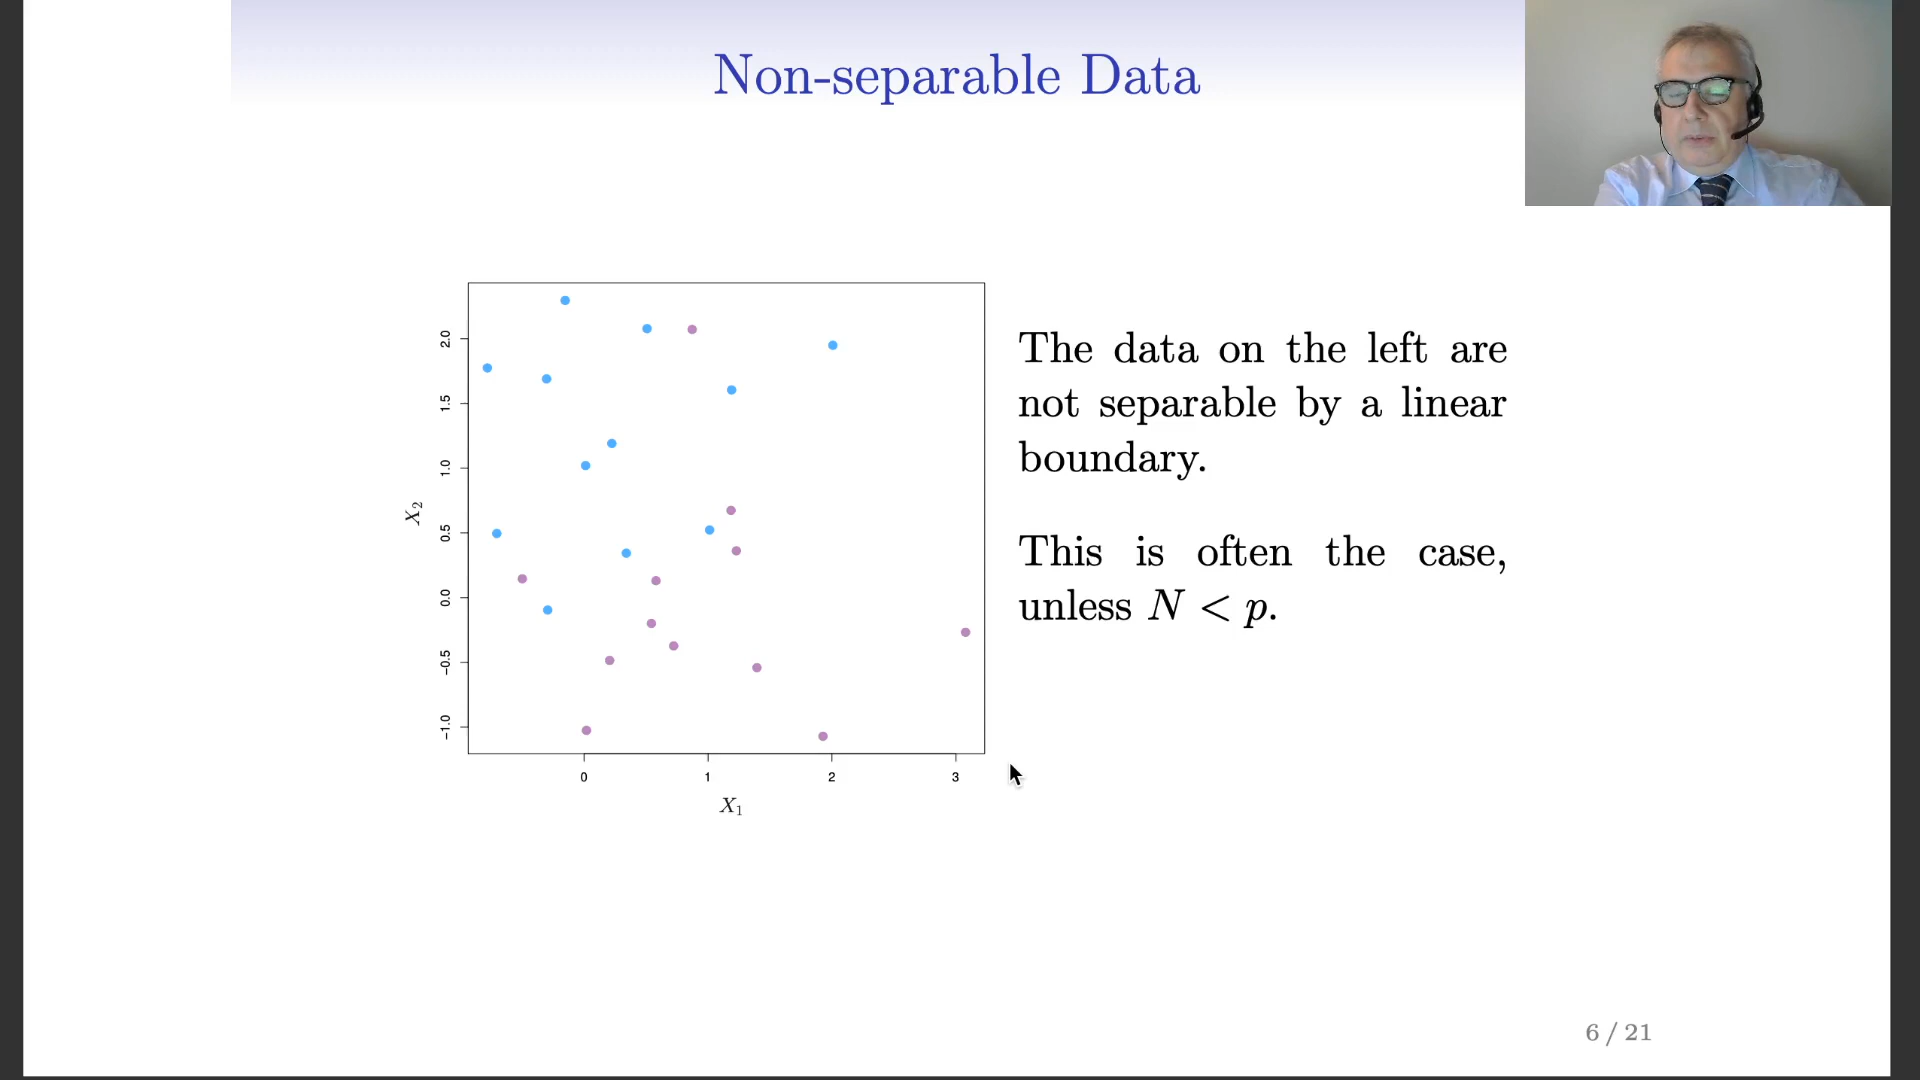 Non-separable Data
2.0
1.5
1.0
0.5
0.0
−0.5
−1.0
X₂
0 1 2 3
X₁
The data on the left are
not separable by a linear
boundary.
This is often the case,
unless N < p.
6 / 21